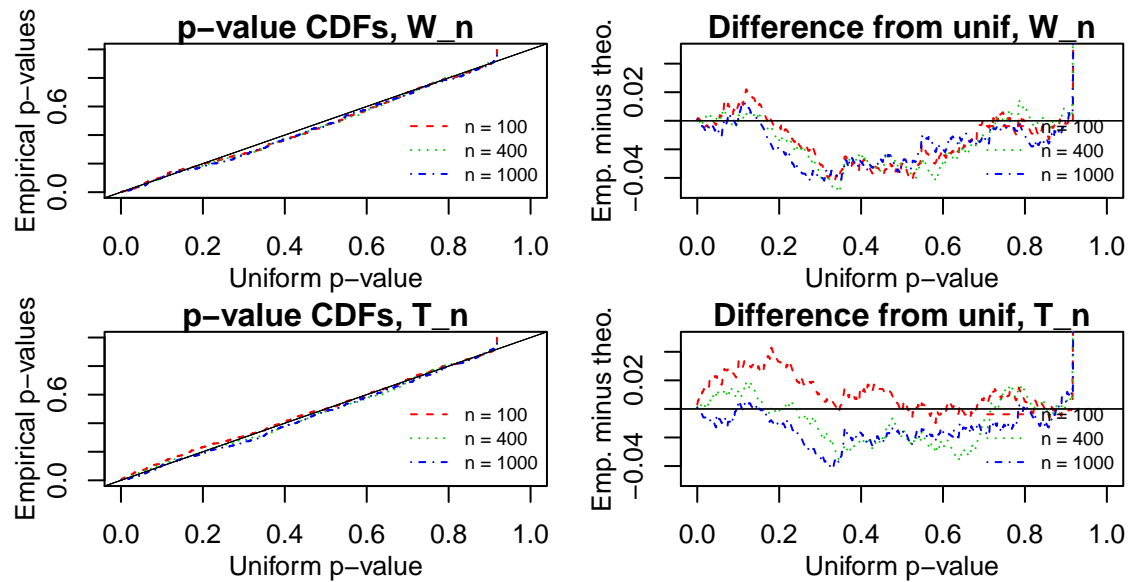 p−value CDFs, W_n
Empirical p−values
0.0
0.6
n = 100
n = 400
n = 1000
0.0 0.2 0.4 0.6 0.8 1.0
Uniform p−value
Difference from unif, W_n
Emp. minus theo.
−0.04
0.02
n = 100
n = 400
n = 1000
0.0 0.2 0.4 0.6 0.8 1.0
Uniform p−value
p−value CDFs, T_n
Empirical p−values
0.0
0.6
n = 100
n = 400
n = 1000
0.0 0.2 0.4 0.6 0.8 1.0
Uniform p−value
Difference from unif, T_n
Emp. minus theo.
−0.04
0.02
n = 100
n = 400
n = 1000
0.0 0.2 0.4 0.6 0.8 1.0
Uniform p−value